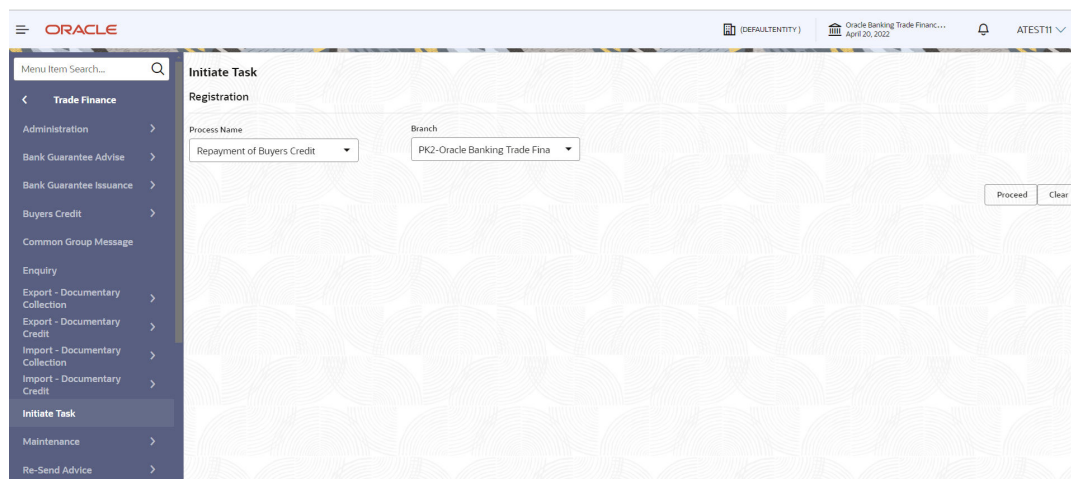 ORACLE
(DEFAULTENTITY)
Oracle Banking Trade Financ...
April 20, 2022
ATEST11
Menu Item Search...
Trade Finance
Administration
Bank Guarantee Advise
Bank Guarantee Issuance
Buyers Credit
Common Group Message
Enquiry
Export - Documentary
Collection
Export - Documentary
Credit
Import - Documentary
Collection
Import - Documentary
Credit
Initiate Task
Maintenance
Re-Send Advice
Initiate Task
Registration
Process Name
Repayment of Buyers Credit
Branch
PK2-Oracle Banking Trade Fina
Proceed
Clear